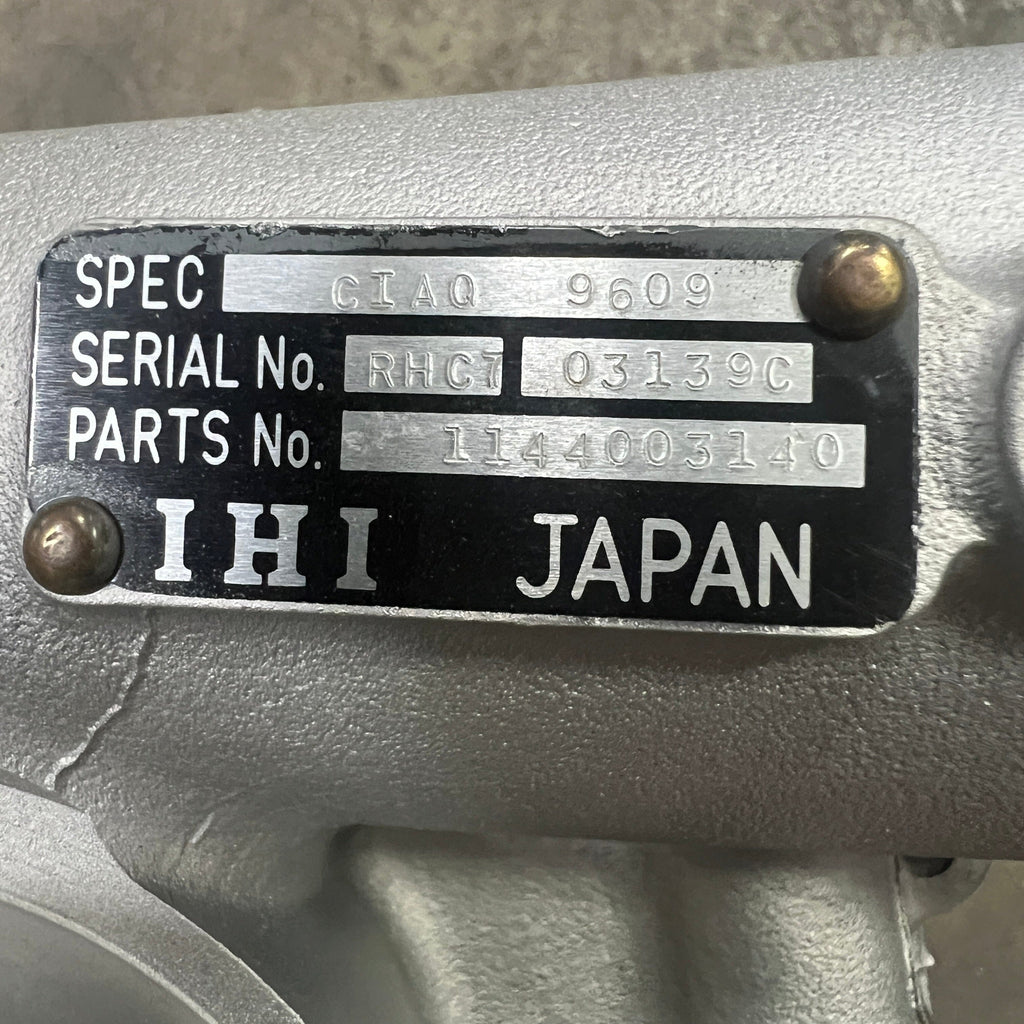 SPEC CIAQ 9609
SERIAL No. RHC7 03139C
PARTS No. 1144003140
IHI JAPAN